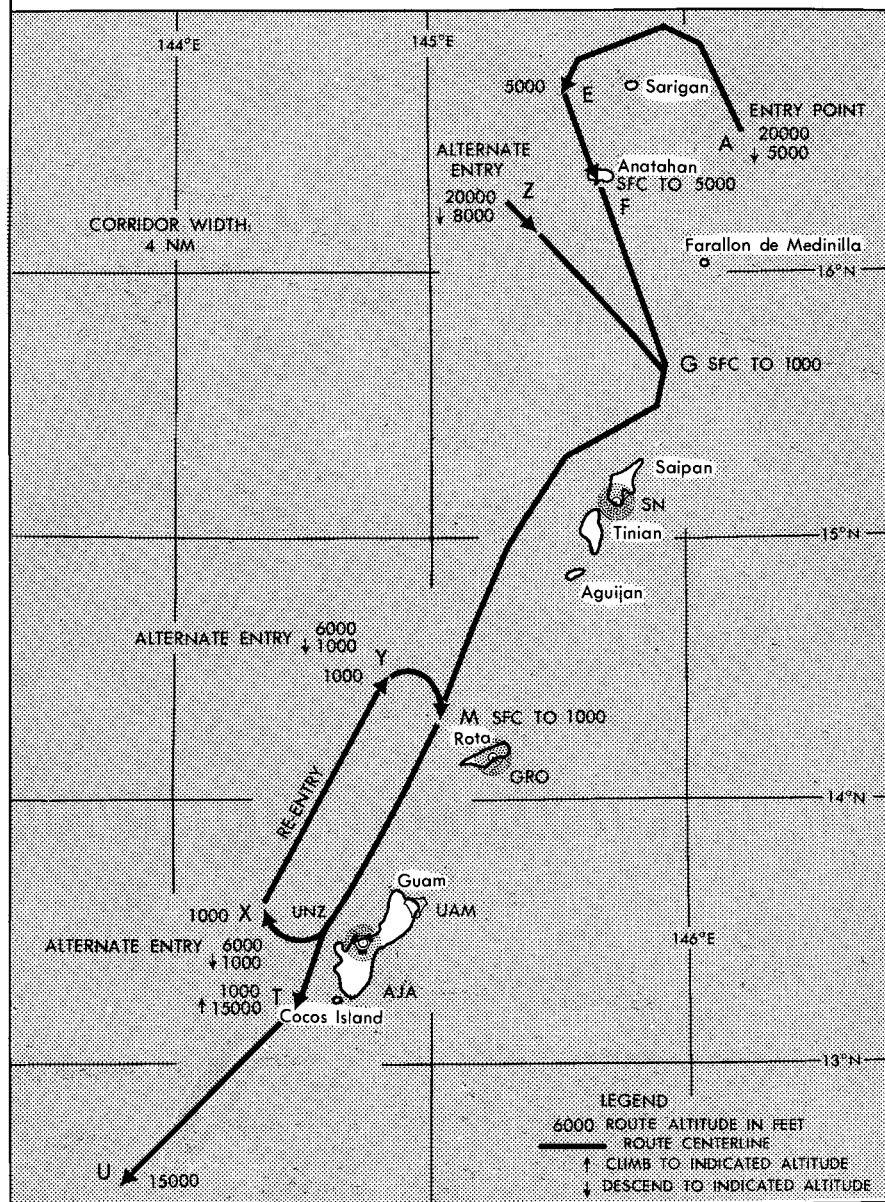 144°E
145°E
5000
E
Sarigan
ENTRY POINT
A
20000
↓ 5000
ALTERNATE
ENTRY
20000
↓ 8000
Z
Anatahan
SFC TO 5000
F
CORRIDOR WIDTH:
4 NM
Farallon de Medinilla
16°N
G SFC TO 1000
Saipan
SN
15°N
Tinian
Aguijan
ALTERNATE ENTRY 6000
↓ 1000
1000
Y
M SFC TO 1000
Rota
GRO
14°N
RE-ENTRY
Guam
1000 X
UNZ
UAM
146°E
ALTERNATE ENTRY 6000
↓ 1000
1000
↑ 15000
T
AJA
Cocos Island
13°N
LEGEND
6000 ROUTE ALTITUDE IN FEET
ROUTE CENTERLINE
↑ CLIMB TO INDICATED ALTITUDE
↓ DESCEND TO INDICATED ALTITUDE
U
15000